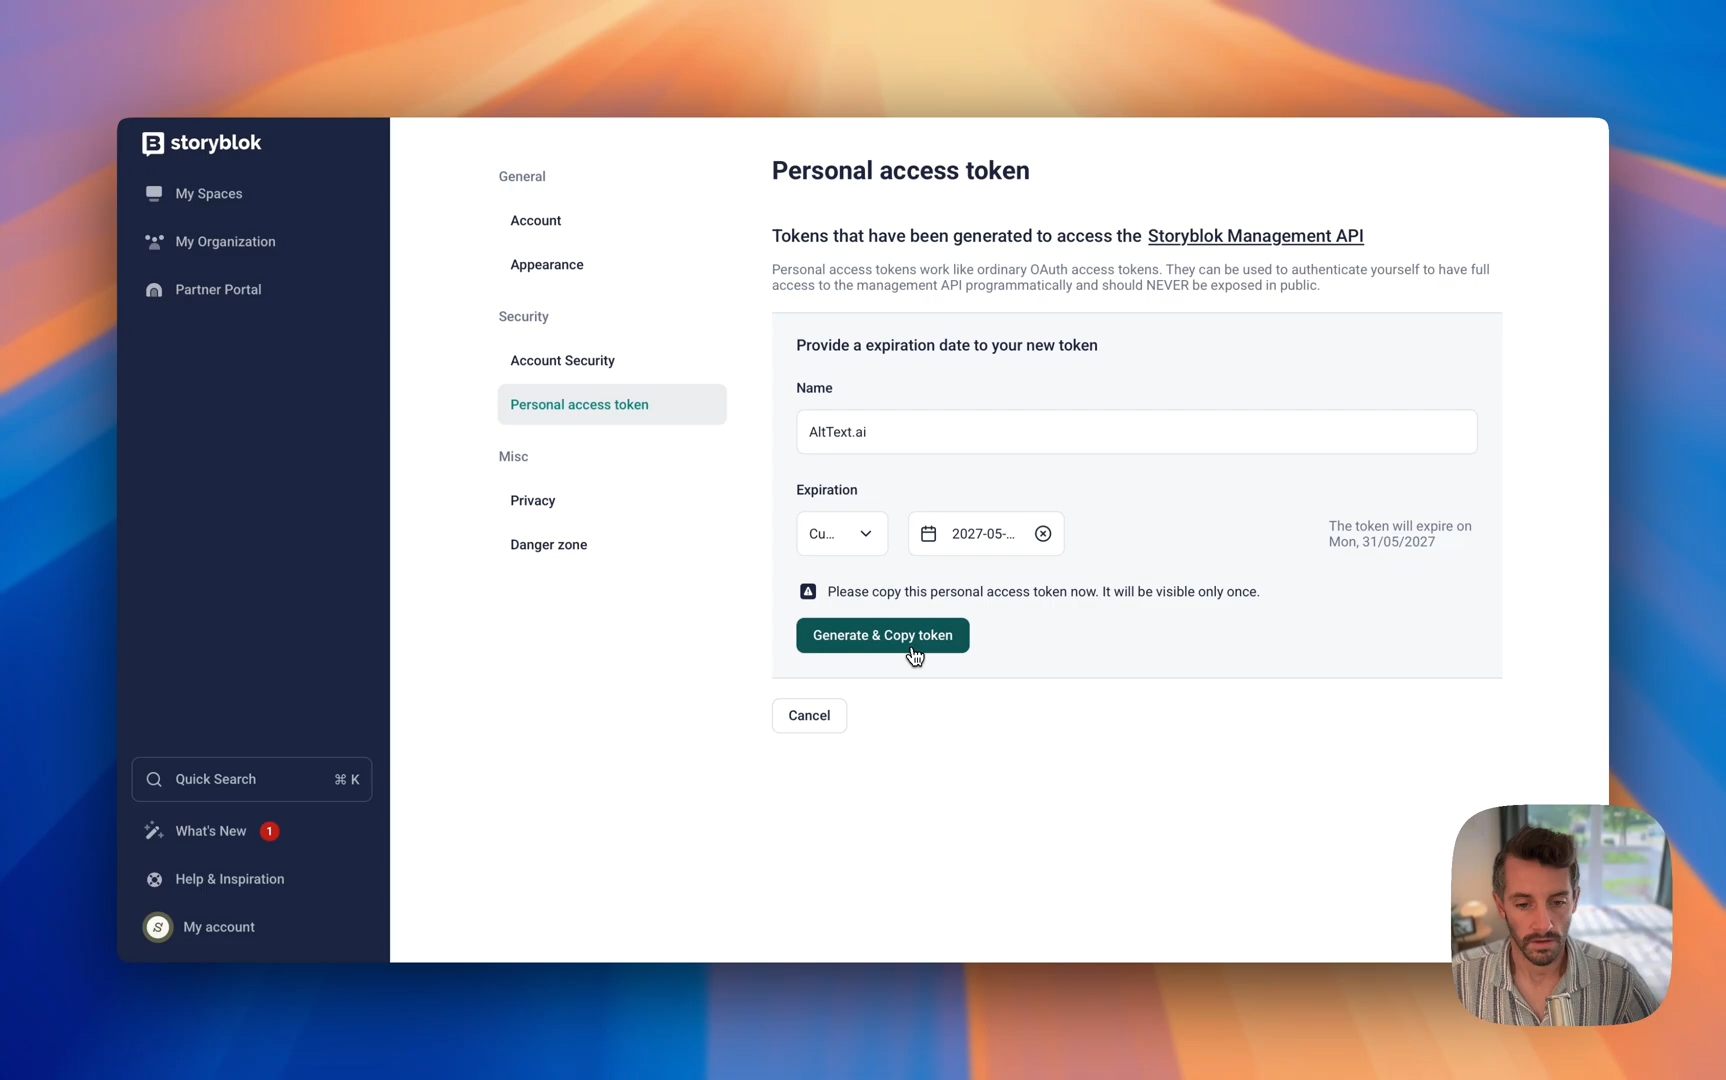 storyblok
My Spaces
My Organization
Partner Portal
Quick Search ⌘ K
What's New 1
Help & Inspiration
S My account
General
Account
Appearance
Security
Account Security
Personal access token
Misc
Privacy
Danger zone
Personal access token
Tokens that have been generated to access the Storyblok Management API
Personal access tokens work like ordinary OAuth access tokens. They can be used to authenticate yourself to have full
access to the management API programmatically and should NEVER be exposed in public.
Provide a expiration date to your new token
Name
AltText.ai
Expiration
Cu... 2027-05-...
The token will expire on
Mon, 31/05/2027
Please copy this personal access token now. It will be visible only once.
Generate & Copy token
Cancel